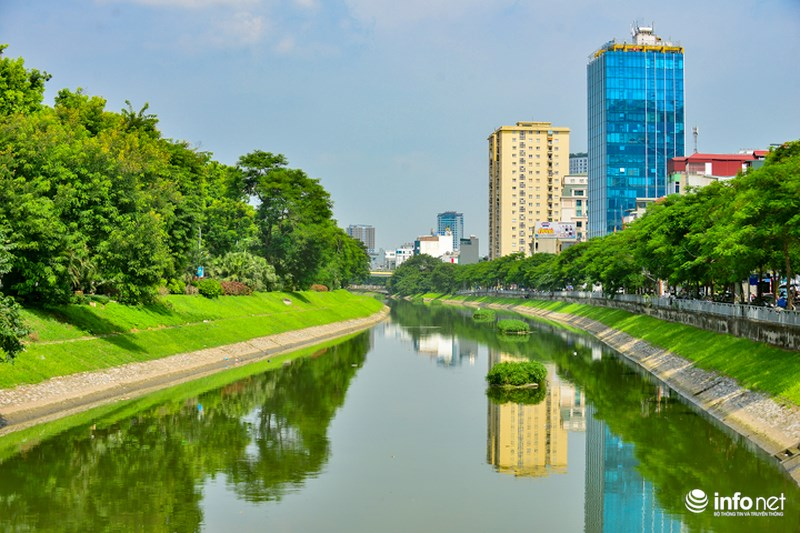 infonet
BỘ THÔNG TIN VÀ TRUYỀN THÔNG